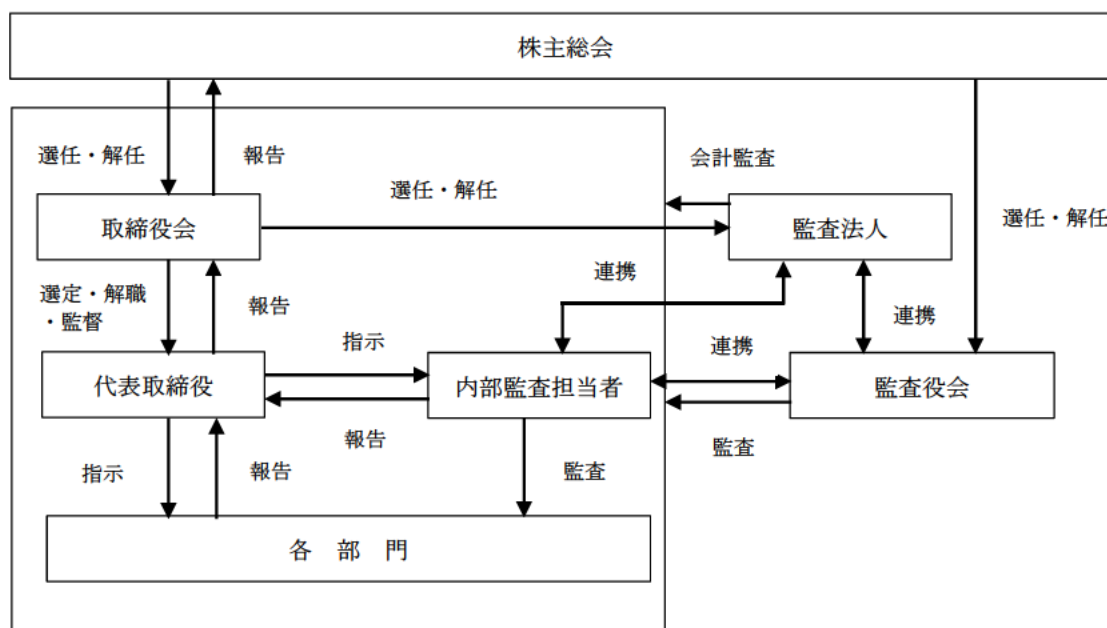 株主総会
選任・解任
報告
会計監査
選任・解任
選任・解任
取締役会
監査法人
連携
選定・解職
・監督
報告
連携
指示
連携
代表取締役
内部監査担当者
監査役会
報告
監査
指示
報告
監査
各 部 門